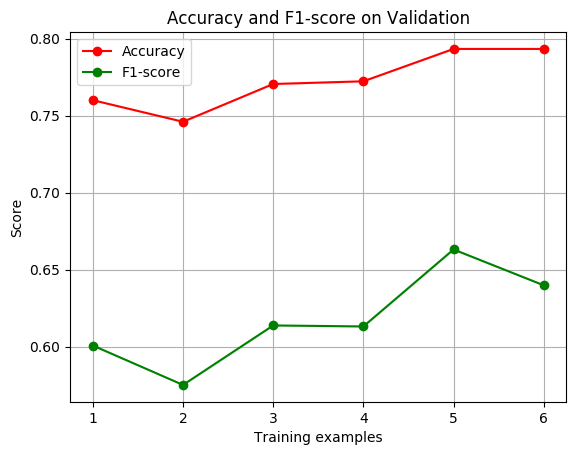 Accuracy and F1-score on Validation
Accuracy
F1-score
0.80
0.75
0.70
0.65
0.60
Score
1 2 3 4 5 6
Training examples